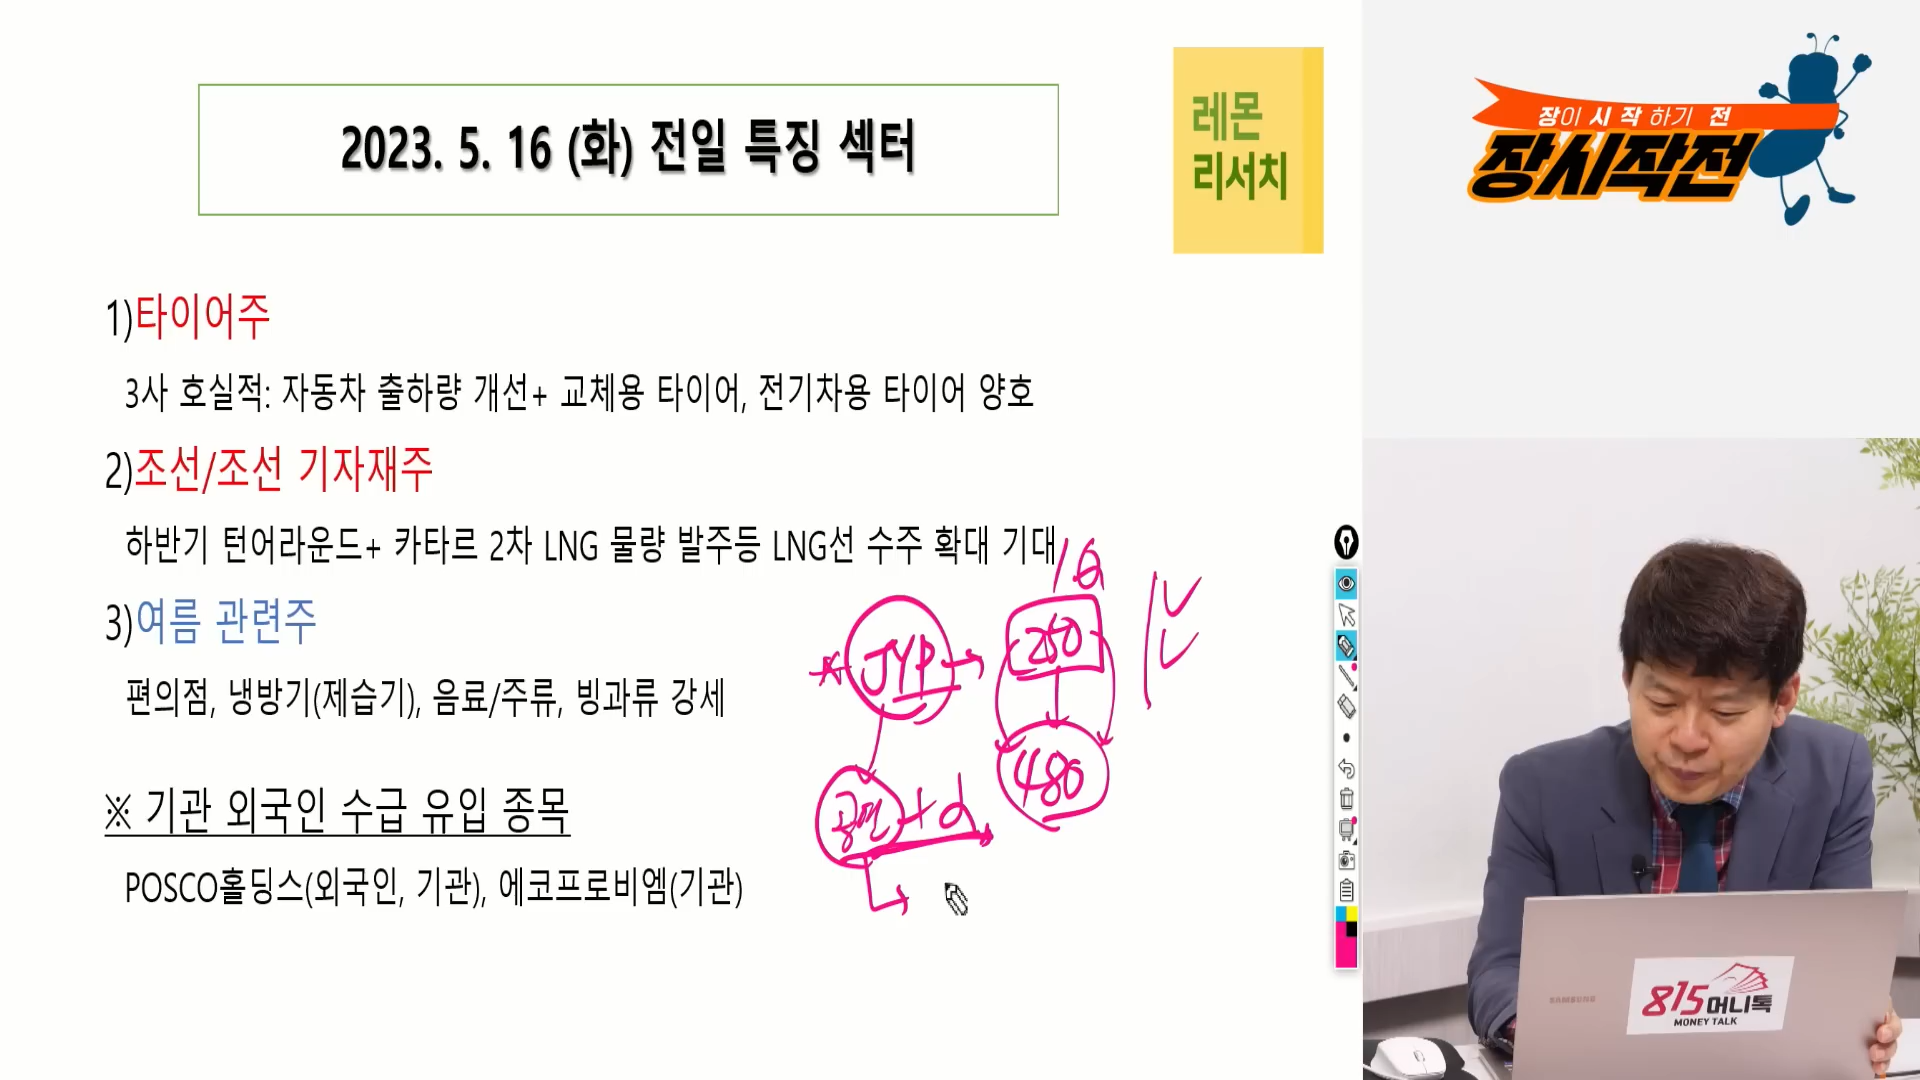 2023. 5. 16 (화) 전일 특징 섹터
레몬
리서치
장이 시작하기 전
장시작전
1)타이어주
3사 호실적: 자동차 출하량 개선+ 교체용 타이어, 전기차용 타이어 양호
2)조선/조선 기자재주
하반기 턴어라운드+ 카타르 2차 LNG 물량 발주등 LNG선 수주 확대 기대
3)여름 관련주
편의점, 냉방기(제습기), 음료/주류, 빙과류 강세
※ 기관 외국인 수급 유입 종목
POSCO홀딩스(외국인, 기관), 에코프로비엠(기관)
1Q
JYP
250
480
공연+α
SAMSUNG
815머니톡
MONEY TALK